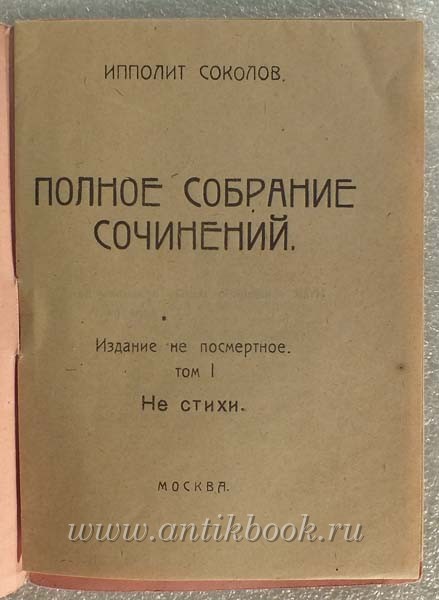 ИППОЛИТ СОКОЛОВ.
ПОЛНОЕ СОБРАНИЕ
СОЧИНЕНИЙ.
Издание не посмертное.
том I
Не стихи.
МОСКВА.
www.antikbook.ru